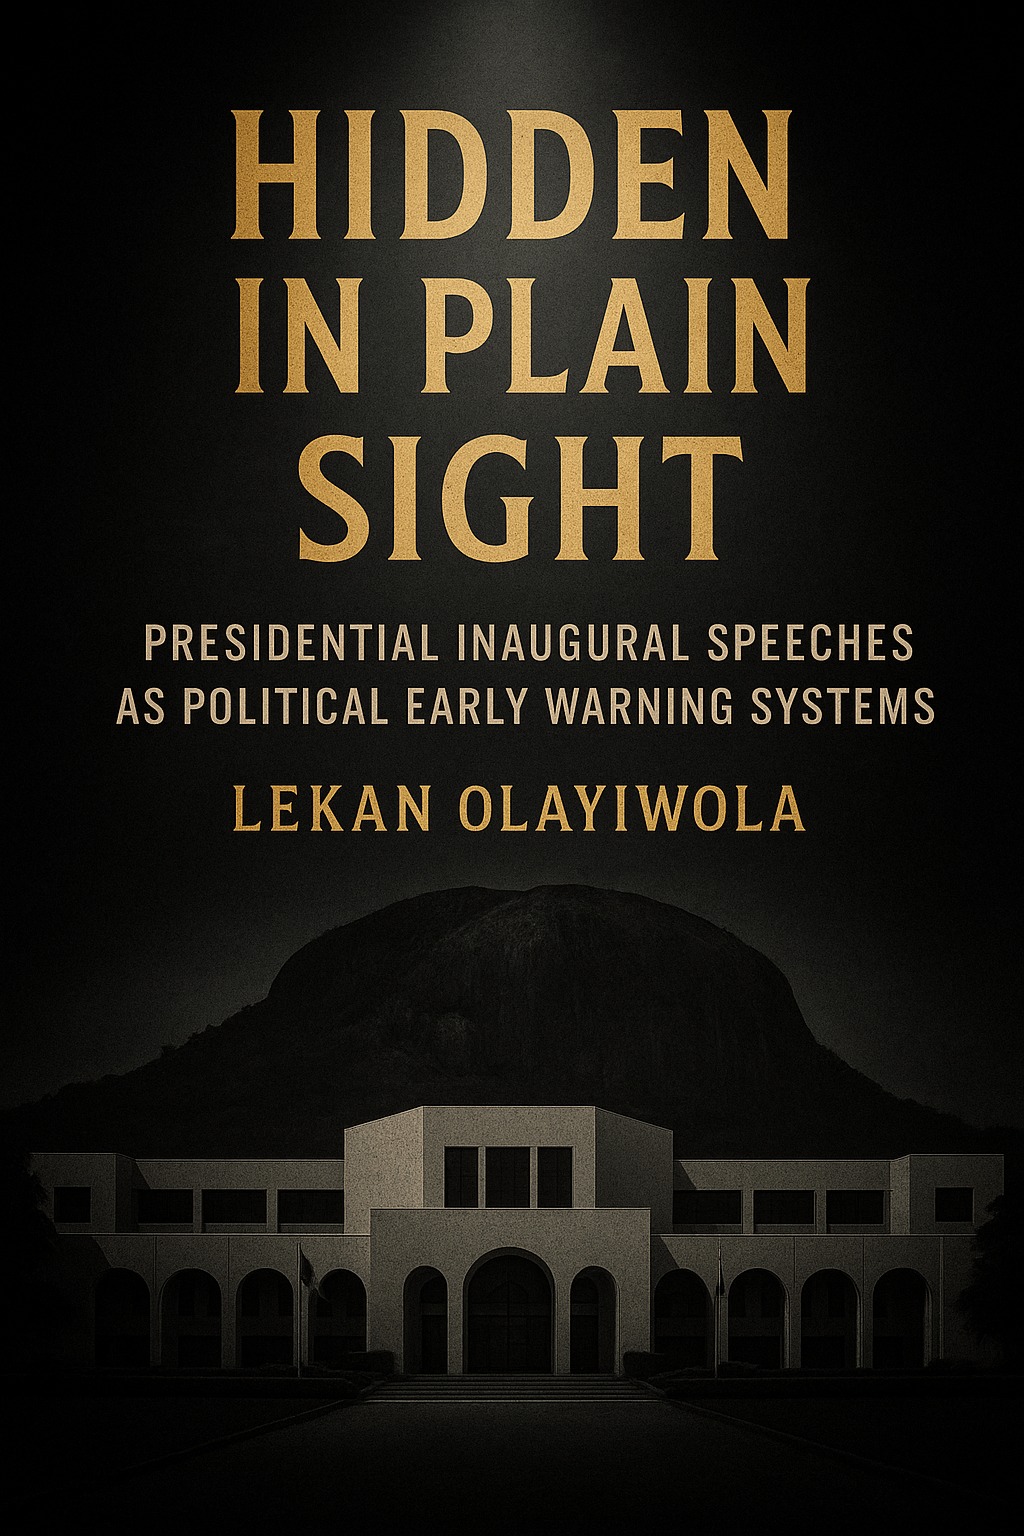 HIDDEN
IN PLAIN
SIGHT
PRESIDENTIAL INAUGURAL SPEECHES
AS POLITICAL EARLY WARNING SYSTEMS
LEKAN OLAYIWOLA